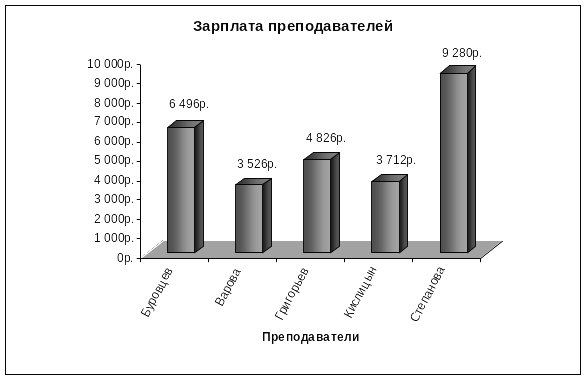 Зарплата преподавателей
10 000р.
9 000р.
8 000р.
7 000р.
6 000р.
5 000р.
4 000р.
3 000р.
2 000р.
1 000р.
0р.
6 496р.
3 526р.
4 826р.
3 712р.
9 280р.
Буровцев
Варова
Григорьев
Кислицын
Степанова
Преподаватели